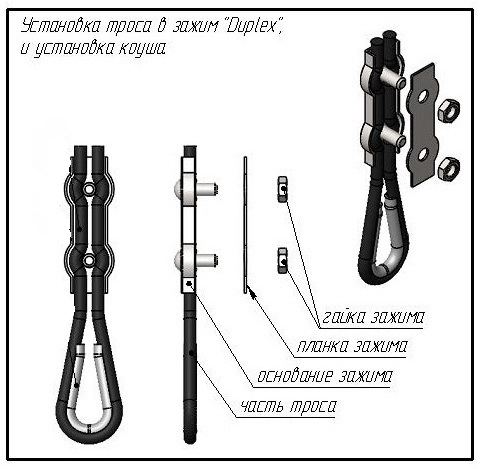 Установка троса в зажим "Duplex",
и установка коуша
гайка зажима
планка зажима
основание зажима
часть троса